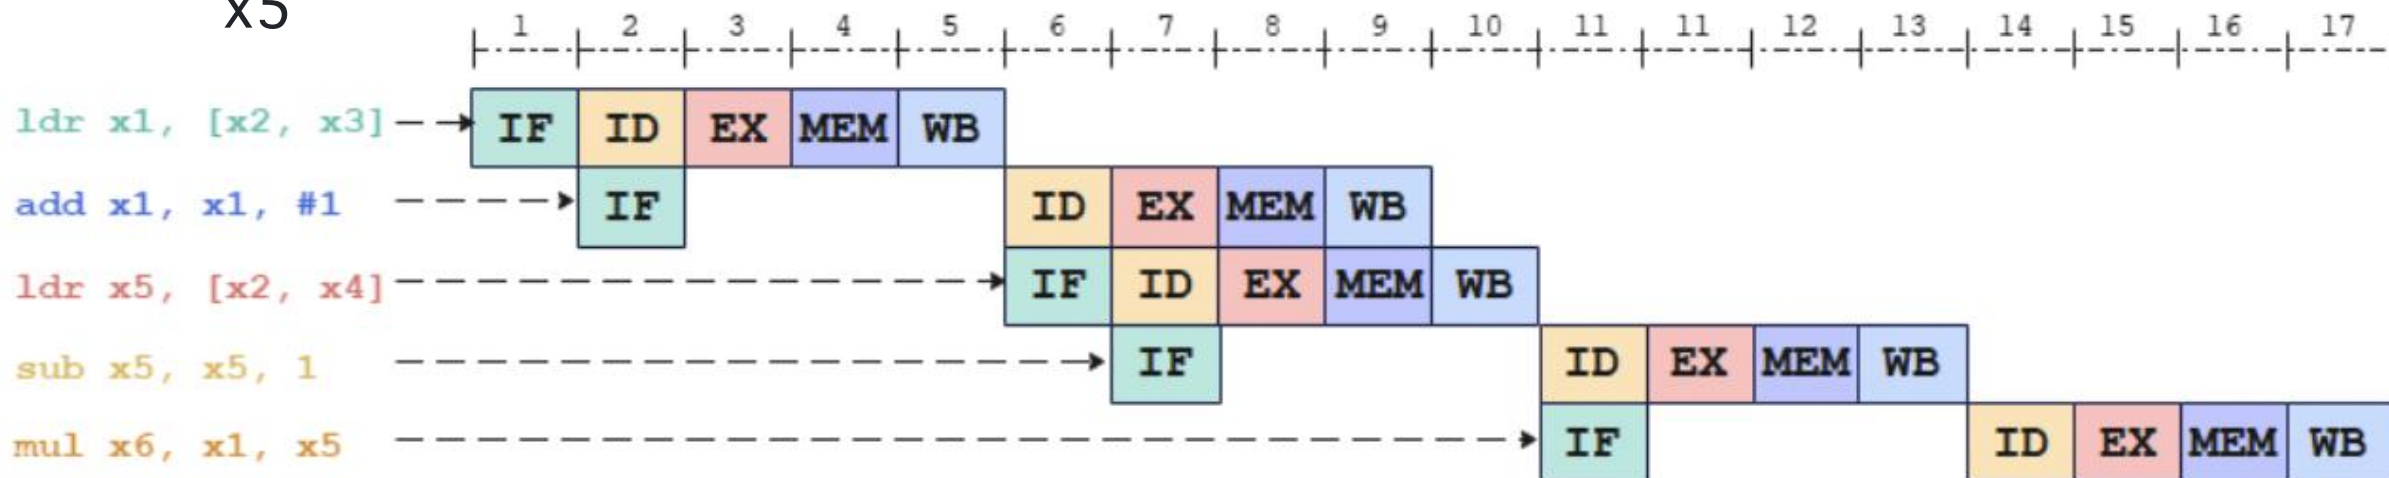 x5
1 2 3 4 5 6 7 8 9 10 11 11 12 13 14 15 16 17
ldr x1, [x2, x3] IF ID EX MEM WB
add x1, x1, #1 IF ID EX MEM WB
ldr x5, [x2, x4] IF ID EX MEM WB
sub x5, x5, 1 IF ID EX MEM WB
mul x6, x1, x5 IF ID EX MEM WB